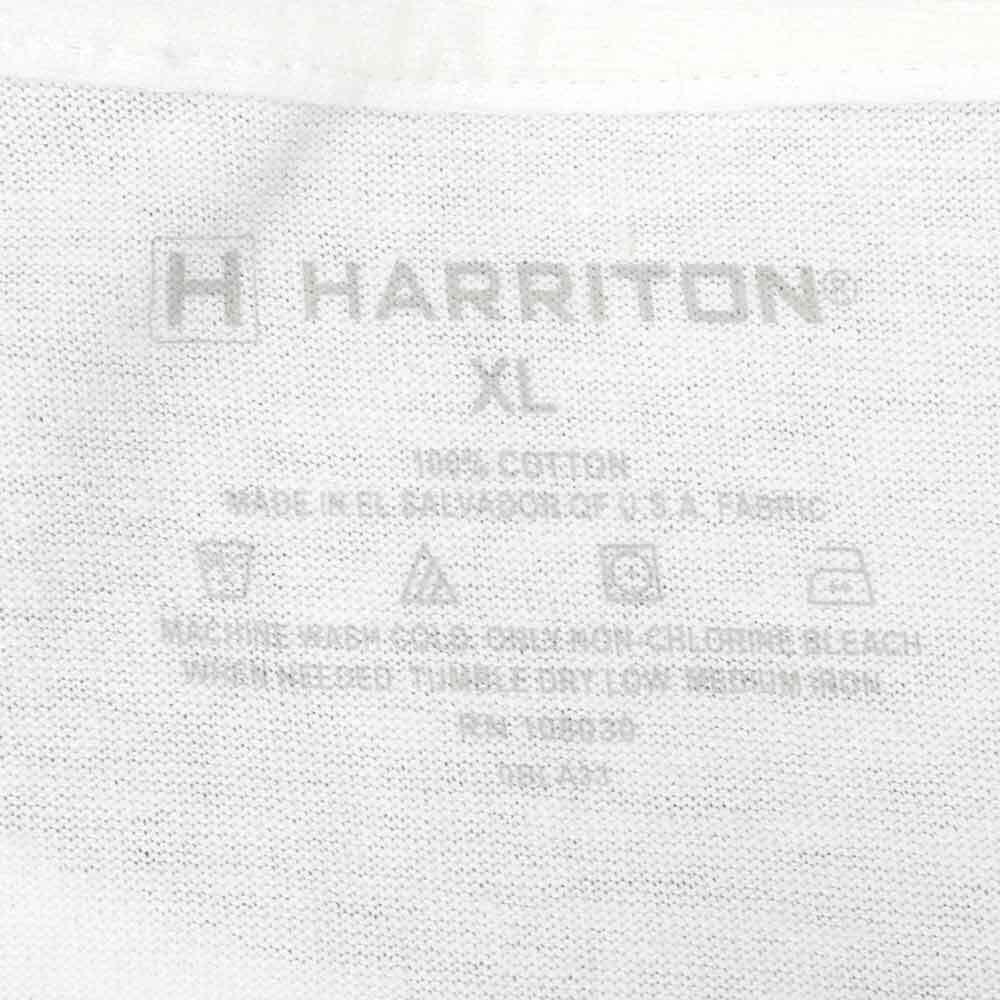 H HARRITON®
XL
100% COTTON
MADE IN EL SALVADOR OF U.S.A. FABRIC
MACHINE WASH COLD. ONLY NON-CHLORINE BLEACH
WHEN NEEDED. TUMBLE DRY LOW. MEDIUM IRON
RN 108030